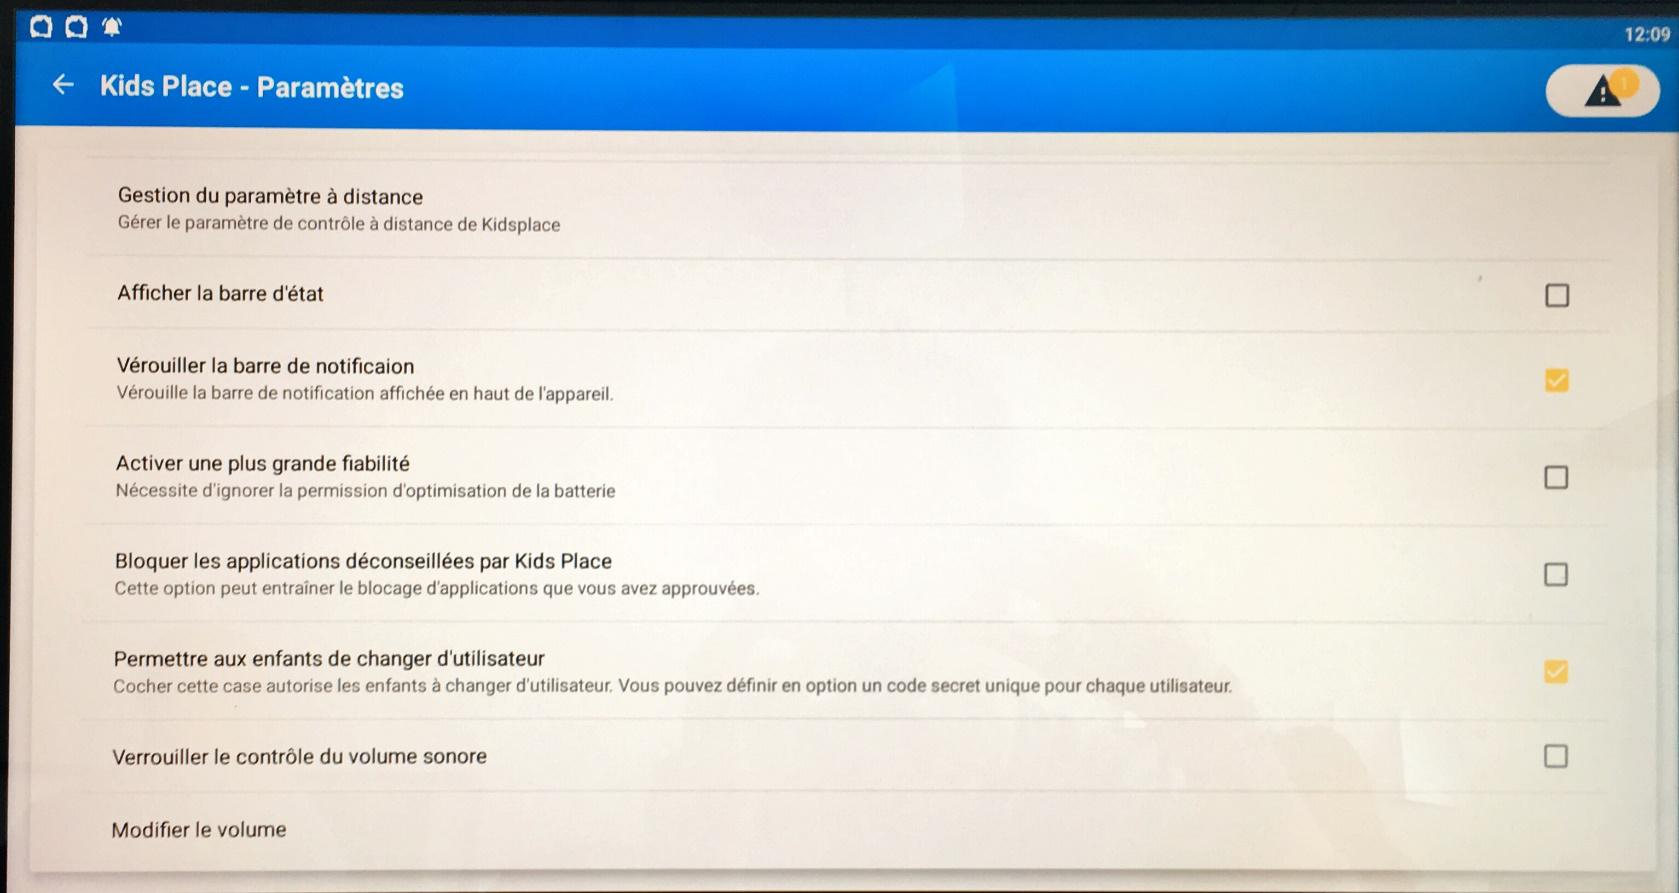 12:09
Kids Place - Paramètres
1
Gestion du paramètre à distance
Gérer le paramètre de contrôle à distance de Kidsplace
Afficher la barre d'état
Vérouiller la barre de notificaion
Vérouille la barre de notification affichée en haut de l'appareil.
Activer une plus grande fiabilité
Nécessite d'ignorer la permission d'optimisation de la batterie
Bloquer les applications déconseillées par Kids Place
Cette option peut entraîner le blocage d'applications que vous avez approuvées.
Permettre aux enfants de changer d'utilisateur
Cocher cette case autorise les enfants à changer d'utilisateur. Vous pouvez définir en option un code secret unique pour chaque utilisateur.
Verrouiller le contrôle du volume sonore
Modifier le volume